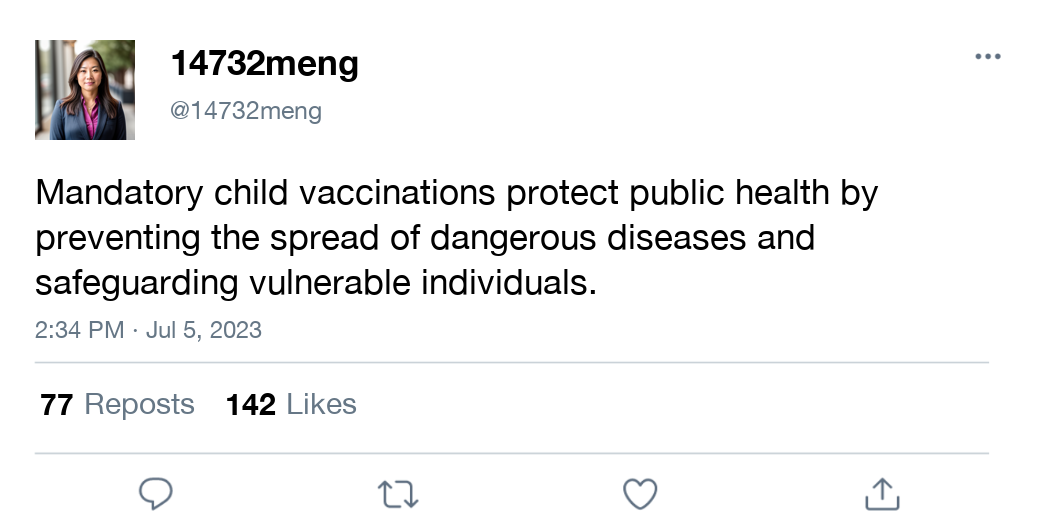 14732meng
@14732meng
Mandatory child vaccinations protect public health by
preventing the spread of dangerous diseases and
safeguarding vulnerable individuals.
2:34 PM · Jul 5, 2023
77 Reposts 142 Likes